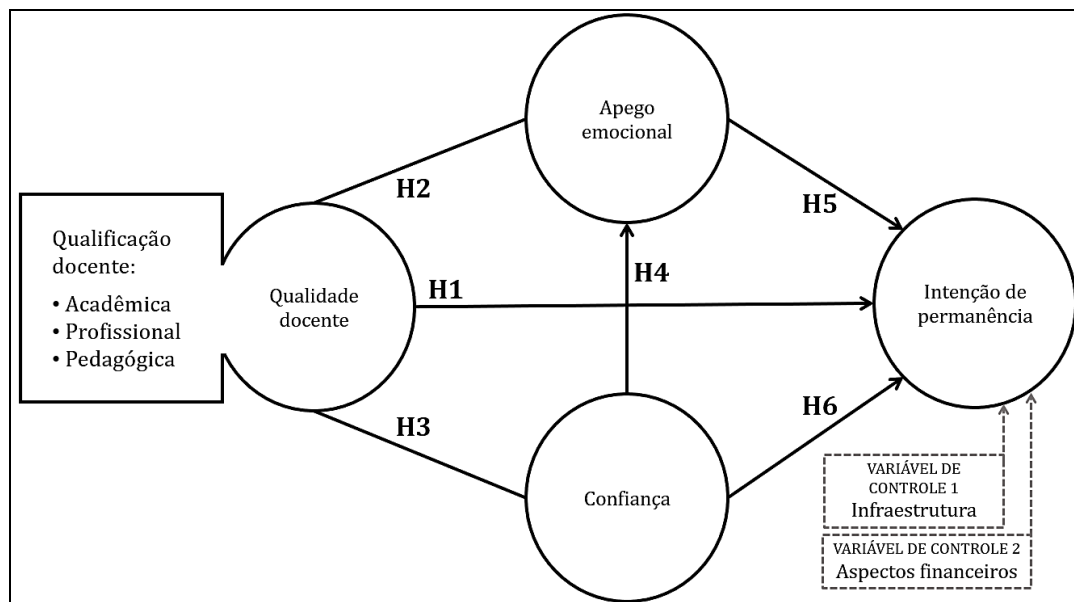 Qualificação
docente:
• Acadêmica
• Profissional
• Pedagógica
Qualidade
docente
H2
H1
H3
Apego
emocional
H4
Confiança
H5
H6
Intenção de
permanência
VARIÁVEL DE
CONTROLE 1
Infraestrutura
VARIÁVEL DE CONTROLE 2
Aspectos financeiros